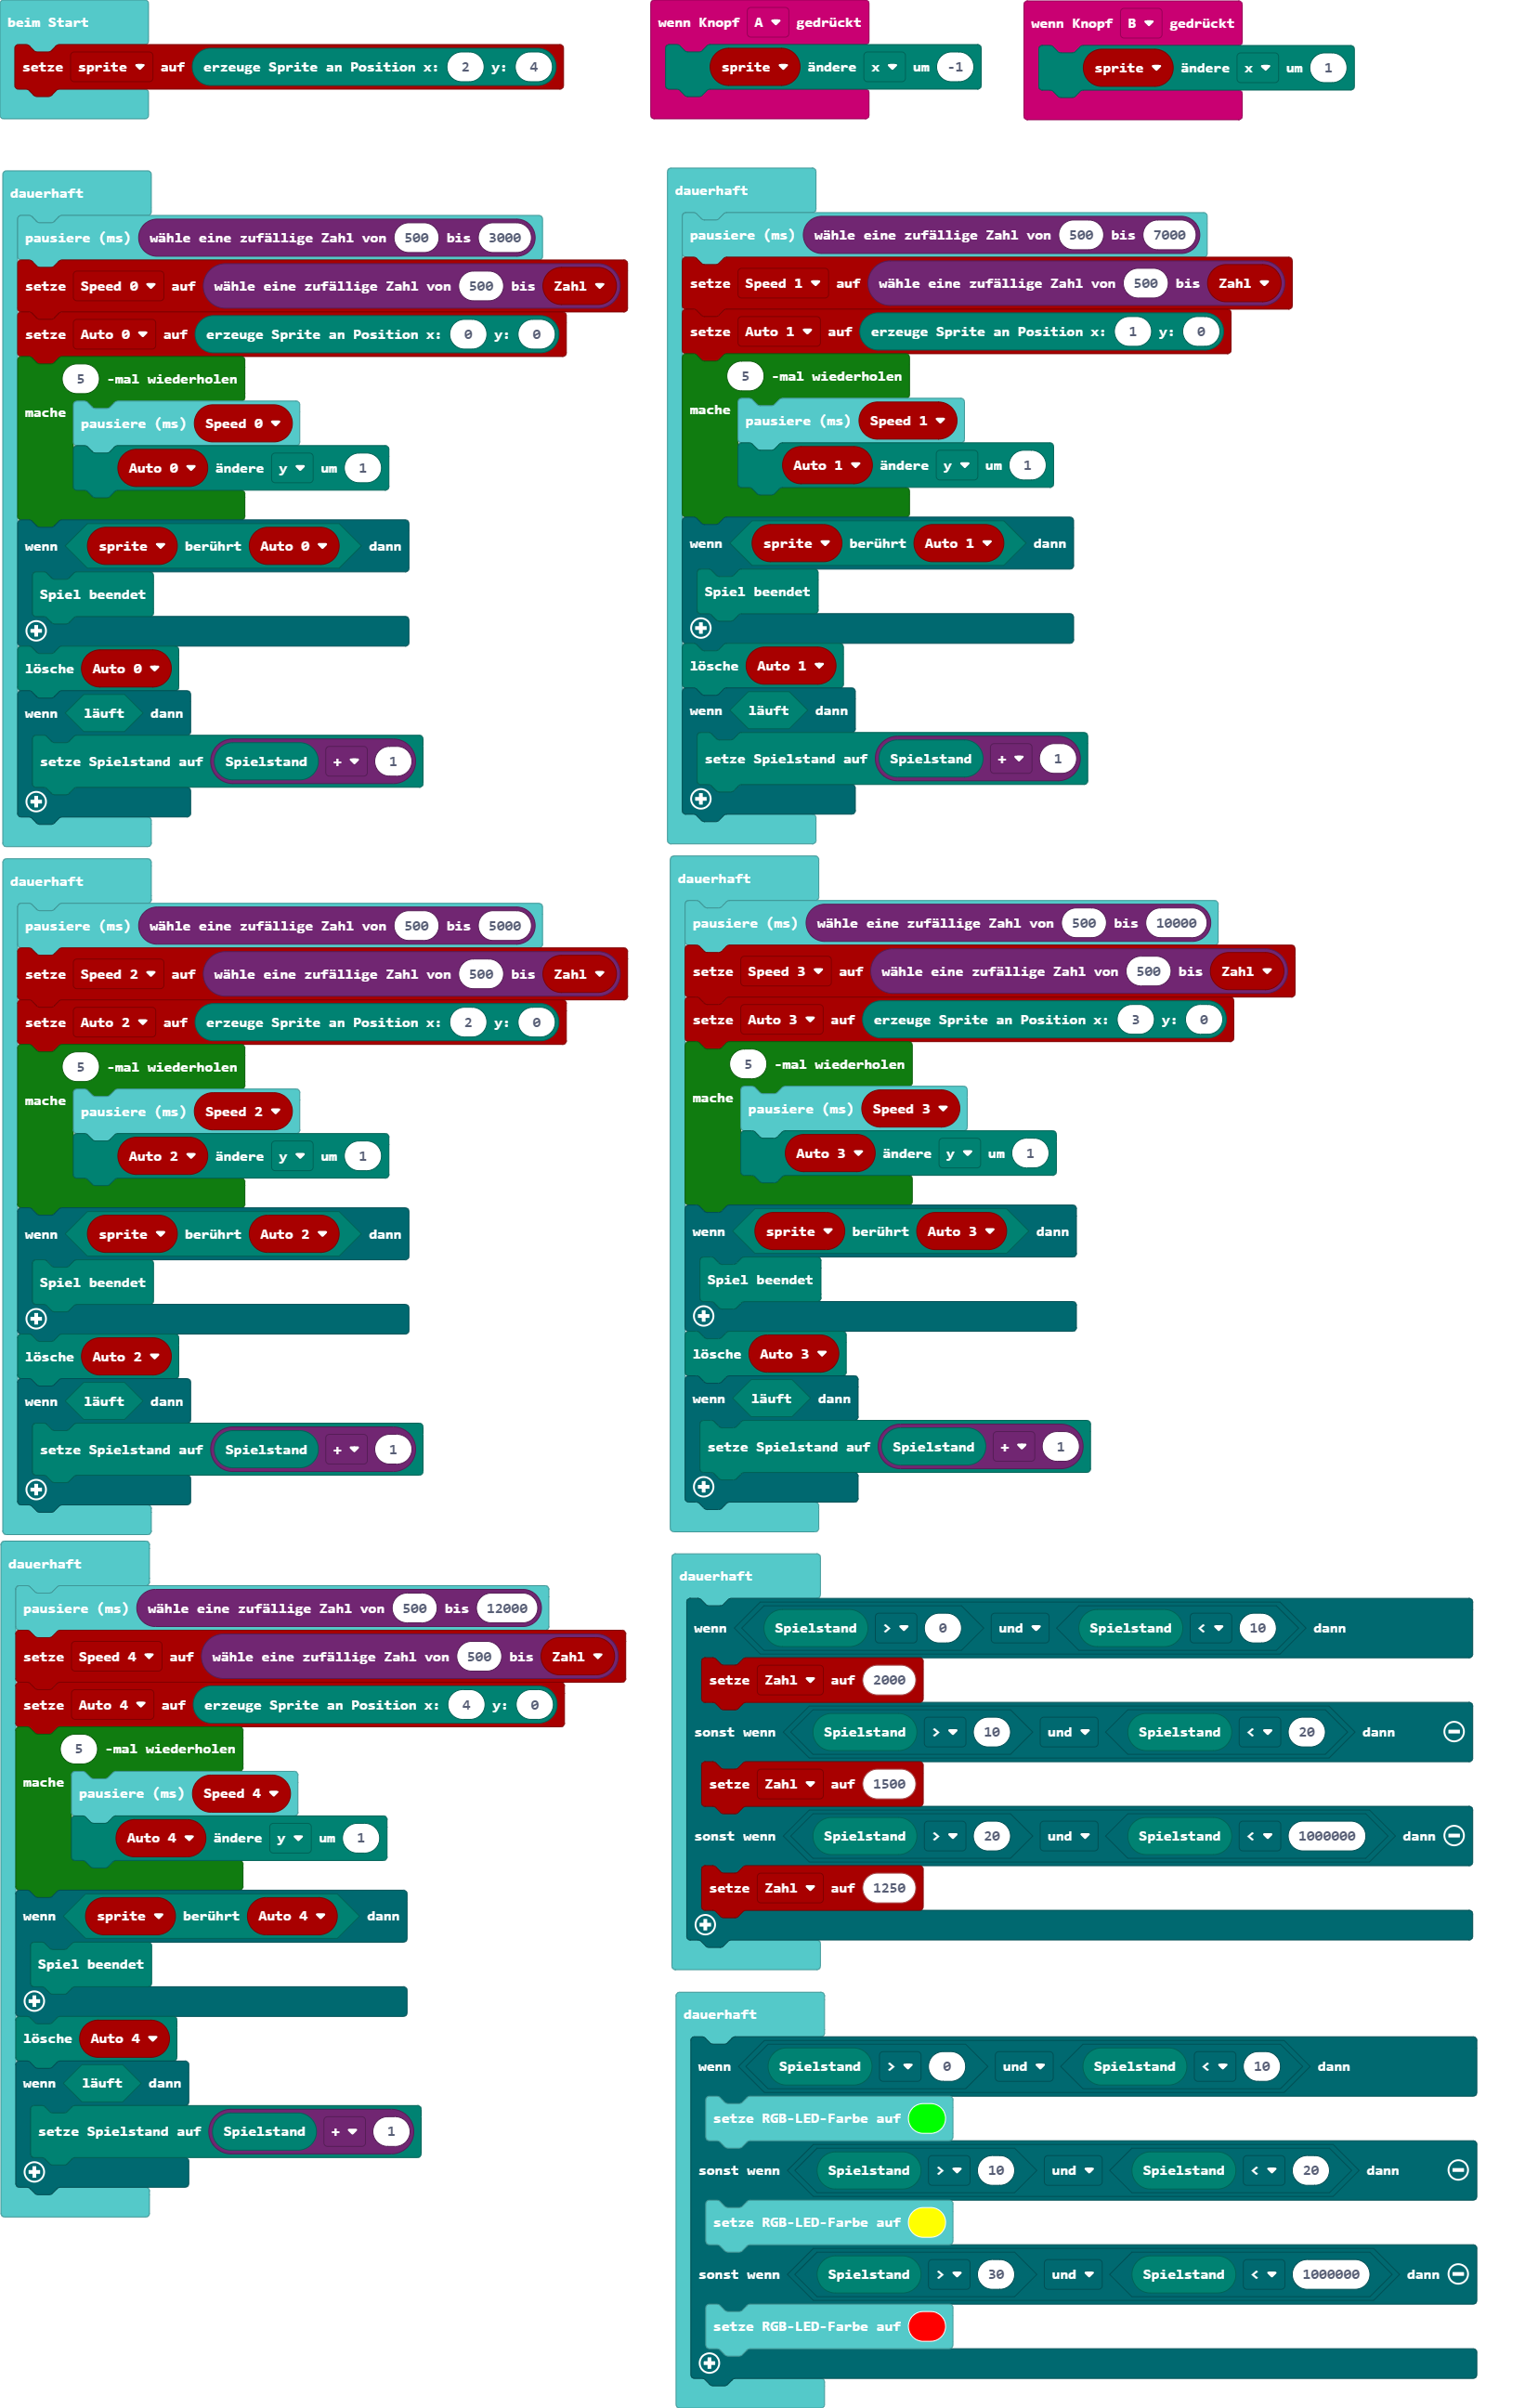 beim Start
setze sprite auf erzeuge Sprite an Position x: 2 y: 4
wenn Knopf A gedrückt
sprite ändere x um -1
wenn Knopf B gedrückt
sprite ändere x um 1
dauerhaft
pausiere (ms) wähle eine zufällige Zahl von 500 bis 3000
setze Speed 0 auf wähle eine zufällige Zahl von 500 bis Zahl
setze Auto 0 auf erzeuge Sprite an Position x: 0 y: 0
5 -mal wiederholen
mache
pausiere (ms) Speed 0
Auto 0 ändere y um 1
wenn sprite berührt Auto 0 dann
Spiel beendet
lösche Auto 0
wenn läuft dann
setze Spielstand auf Spielstand + 1
dauerhaft
pausiere (ms) wähle eine zufällige Zahl von 500 bis 7000
setze Speed 1 auf wähle eine zufällige Zahl von 500 bis Zahl
setze Auto 1 auf erzeuge Sprite an Position x: 1 y: 0
5 -mal wiederholen
mache
pausiere (ms) Speed 1
Auto 1 ändere y um 1
wenn sprite berührt Auto 1 dann
Spiel beendet
lösche Auto 1
wenn läuft dann
setze Spielstand auf Spielstand + 1
dauerhaft
pausiere (ms) wähle eine zufällige Zahl von 500 bis 5000
setze Speed 2 auf wähle eine zufällige Zahl von 500 bis Zahl
setze Auto 2 auf erzeuge Sprite an Position x: 2 y: 0
5 -mal wiederholen
mache
pausiere (ms) Speed 2
Auto 2 ändere y um 1
wenn sprite berührt Auto 2 dann
Spiel beendet
lösche Auto 2
wenn läuft dann
setze Spielstand auf Spielstand + 1
dauerhaft
pausiere (ms) wähle eine zufällige Zahl von 500 bis 10000
setze Speed 3 auf wähle eine zufällige Zahl von 500 bis Zahl
setze Auto 3 auf erzeuge Sprite an Position x: 3 y: 0
5 -mal wiederholen
mache
pausiere (ms) Speed 3
Auto 3 ändere y um 1
wenn sprite berührt Auto 3 dann
Spiel beendet
lösche Auto 3
wenn läuft dann
setze Spielstand auf Spielstand + 1
dauerhaft
pausiere (ms) wähle eine zufällige Zahl von 500 bis 12000
setze Speed 4 auf wähle eine zufällige Zahl von 500 bis Zahl
setze Auto 4 auf erzeuge Sprite an Position x: 4 y: 0
5 -mal wiederholen
mache
pausiere (ms) Speed 4
Auto 4 ändere y um 1
wenn sprite berührt Auto 4 dann
Spiel beendet
lösche Auto 4
wenn läuft dann
setze Spielstand auf Spielstand + 1
dauerhaft
wenn Spielstand > 0 und Spielstand < 10 dann
setze Zahl auf 2000
sonst wenn Spielstand > 10 und Spielstand < 20 dann
setze Zahl auf 1500
sonst wenn Spielstand > 20 und Spielstand < 1000000 dann
setze Zahl auf 1250
dauerhaft
wenn Spielstand > 0 und Spielstand < 10 dann
setze RGB-LED-Farbe auf
sonst wenn Spielstand > 10 und Spielstand < 20 dann
setze RGB-LED-Farbe auf
sonst wenn Spielstand > 30 und Spielstand < 1000000 dann
setze RGB-LED-Farbe auf